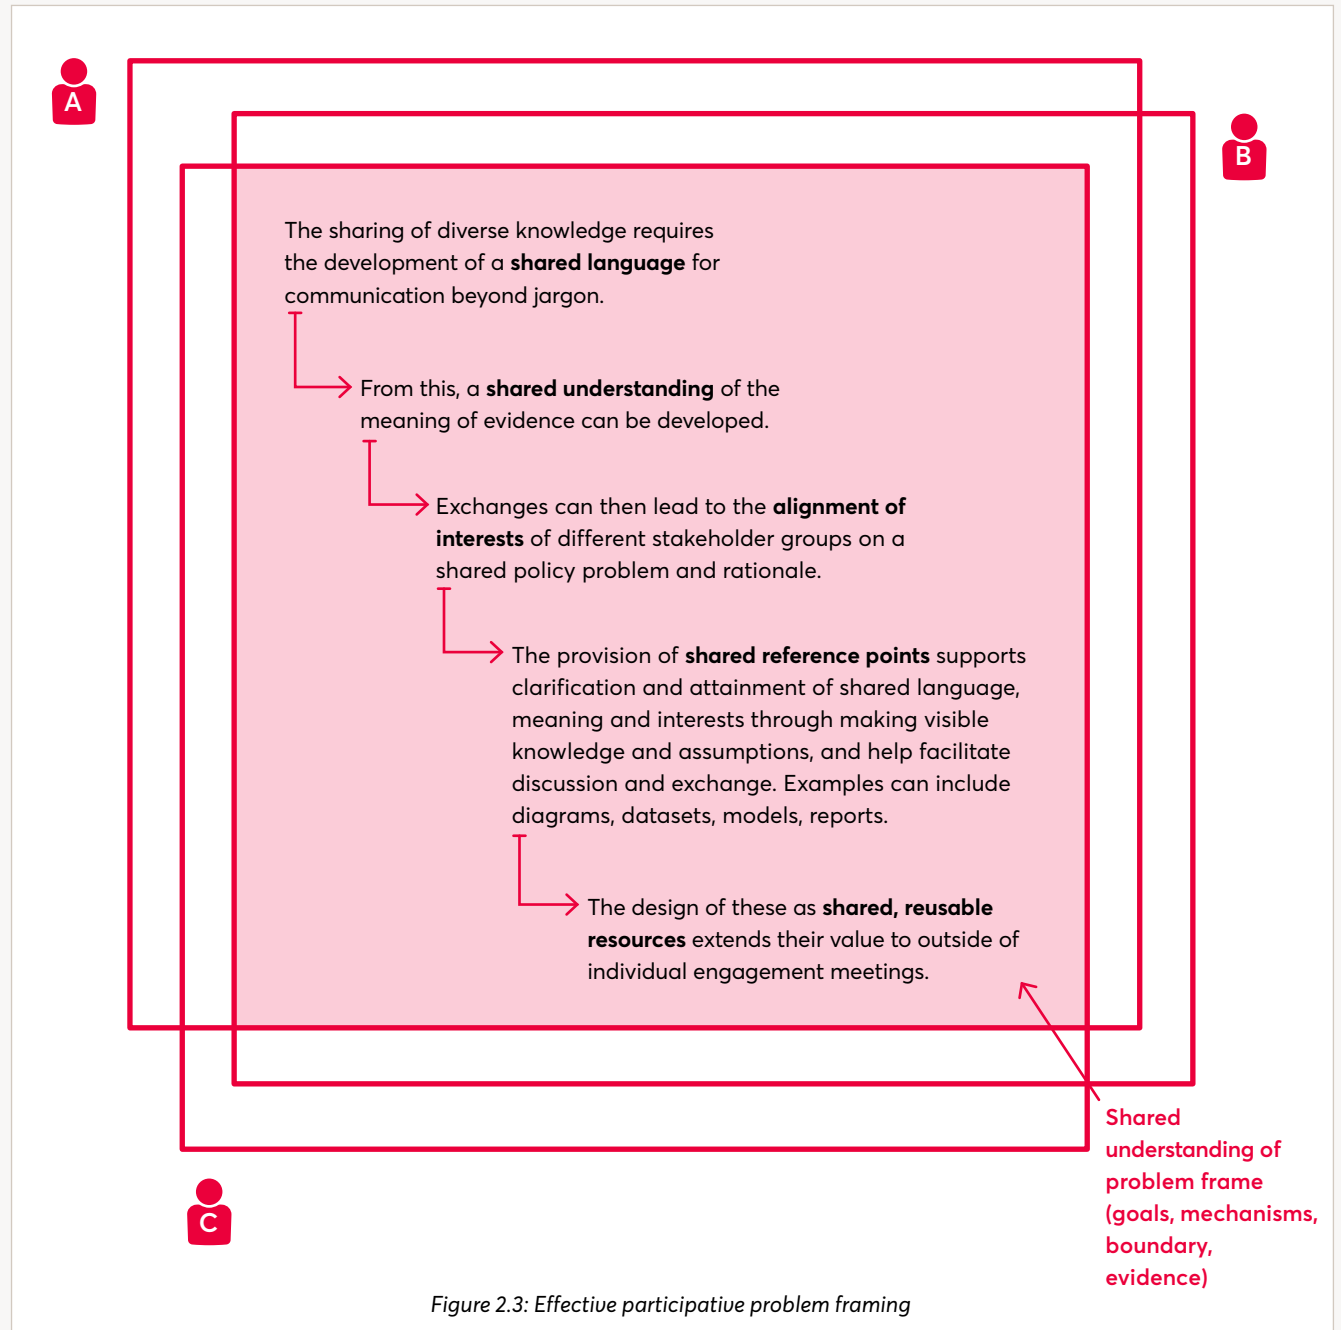 A
B
The sharing of diverse knowledge requires
the development of a shared language for
communication beyond jargon.
From this, a shared understanding of the
meaning of evidence can be developed.
Exchanges can then lead to the alignment of
interests of different stakeholder groups on a
shared policy problem and rationale.
The provision of shared reference points supports
clarification and attainment of shared language,
meaning and interests through making visible
knowledge and assumptions, and help facilitate
discussion and exchange. Examples can include
diagrams, datasets, models, reports.
The design of these as shared, reusable
resources extends their value to outside of
individual engagement meetings.
Shared
understanding of
problem frame
(goals, mechanisms,
boundary,
evidence)
C
Figure 2.3: Effective participative problem framing